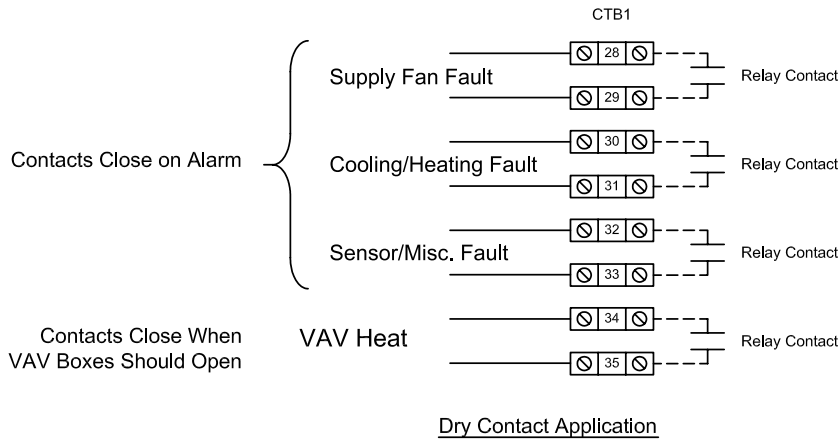 CTB1
28
Supply Fan Fault
Relay Contact
29
30
Contacts Close on Alarm
Cooling/Heating Fault
Relay Contact
31
32
Sensor/Misc. Fault
Relay Contact
33
34
Contacts Close When
VAV Boxes Should Open
VAV Heat
Relay Contact
35
Dry Contact Application